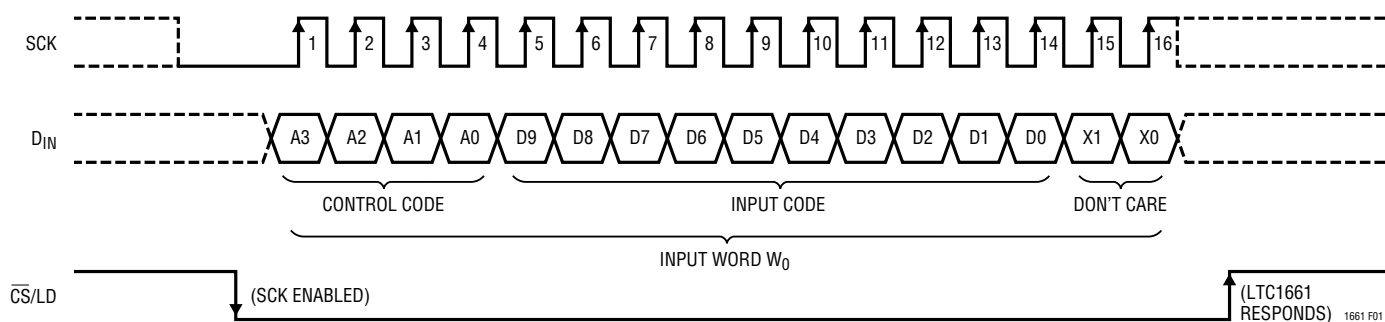 SCK
1 2 3 4 5 6 7 8 9 10 11 12 13 14 15 16
DIN
A3 A2 A1 A0 D9 D8 D7 D6 D5 D4 D3 D2 D1 D0 X1 X0
CONTROL CODE INPUT CODE DON'T CARE
INPUT WORD W0
CS/LD
(SCK ENABLED)
(LTC1661
RESPONDS)
1661 F01